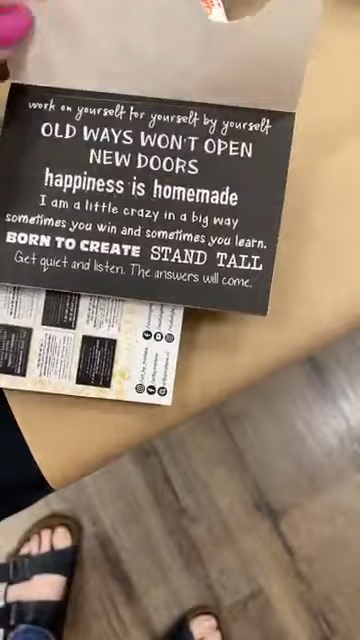 work on yourself for yourself by yourself
OLD WAYS WON'T OPEN
NEW DOORS
happiness is homemade
I am a little crazy in a big way
sometimes you win and sometimes you learn.
BORN TO CREATE STAND TALL
Get quiet and listen. The answers will come.